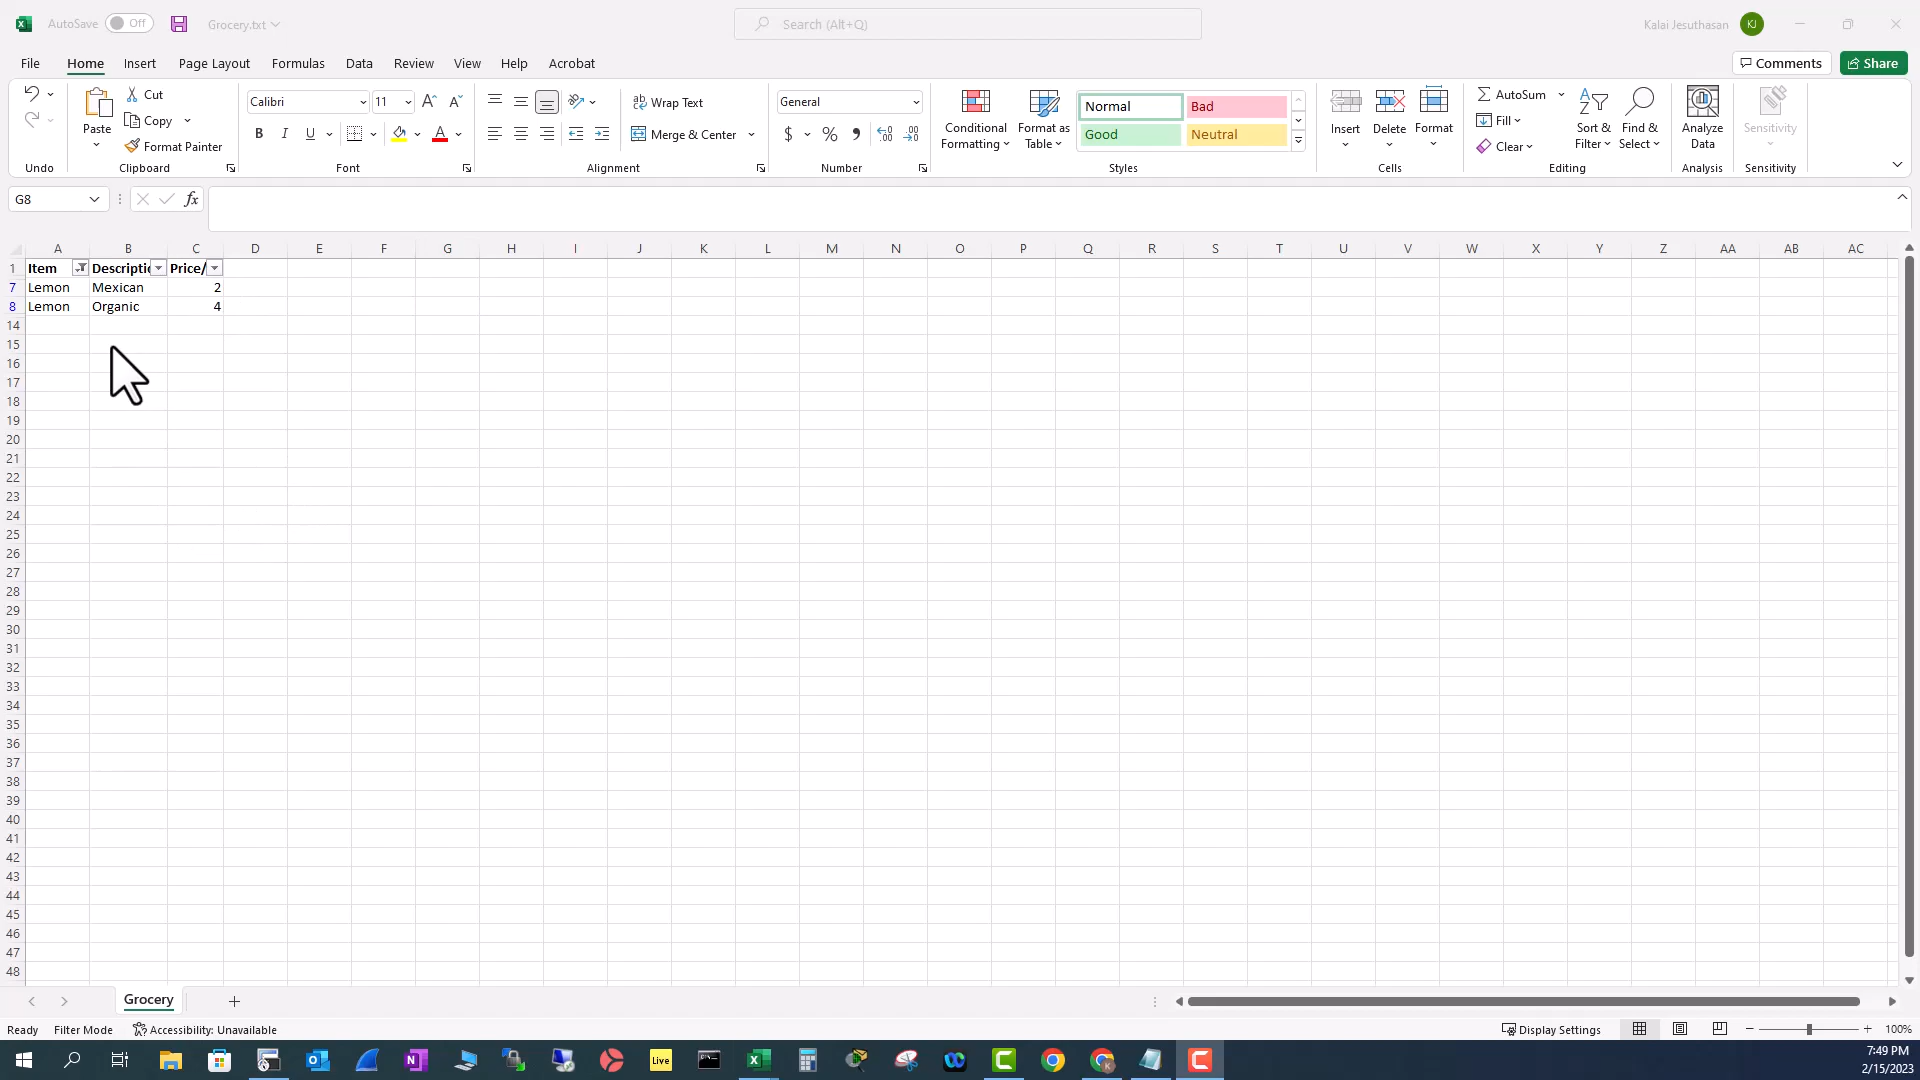 AutoSave Off Grocery.txt Search (Alt+Q) Kalai Jesuthasan KJ
File Home Insert Page Layout Formulas Data Review View Help Acrobat Comments Share
Paste Cut Copy Format Painter
Calibri 11
B I U
ab Wrap Text
Merge & Center
General
$ % 9
Conditional Formatting
Format as Table
Normal Bad
Good Neutral
Insert Delete Format
AutoSum
Fill
Clear
Sort & Filter
Find & Select
Analyze Data
Sensitivity
Undo Clipboard Font Alignment Number Styles Cells Editing Analysis Sensitivity
G8 fx
A B C D E F G H I J K L M N O P Q R S T U V W X Y Z AA AB AC
1 Item Descriptio Price/
7 Lemon Mexican 2
8 Lemon Organic 4
14
15
16
17
18
19
20
21
22
23
24
25
26
27
28
29
30
31
32
33
34
35
36
37
38
39
40
41
42
43
44
45
46
47
48
Grocery
Ready Filter Mode Accessibility: Unavailable Display Settings 100%
Live
7:49 PM
2/15/2023